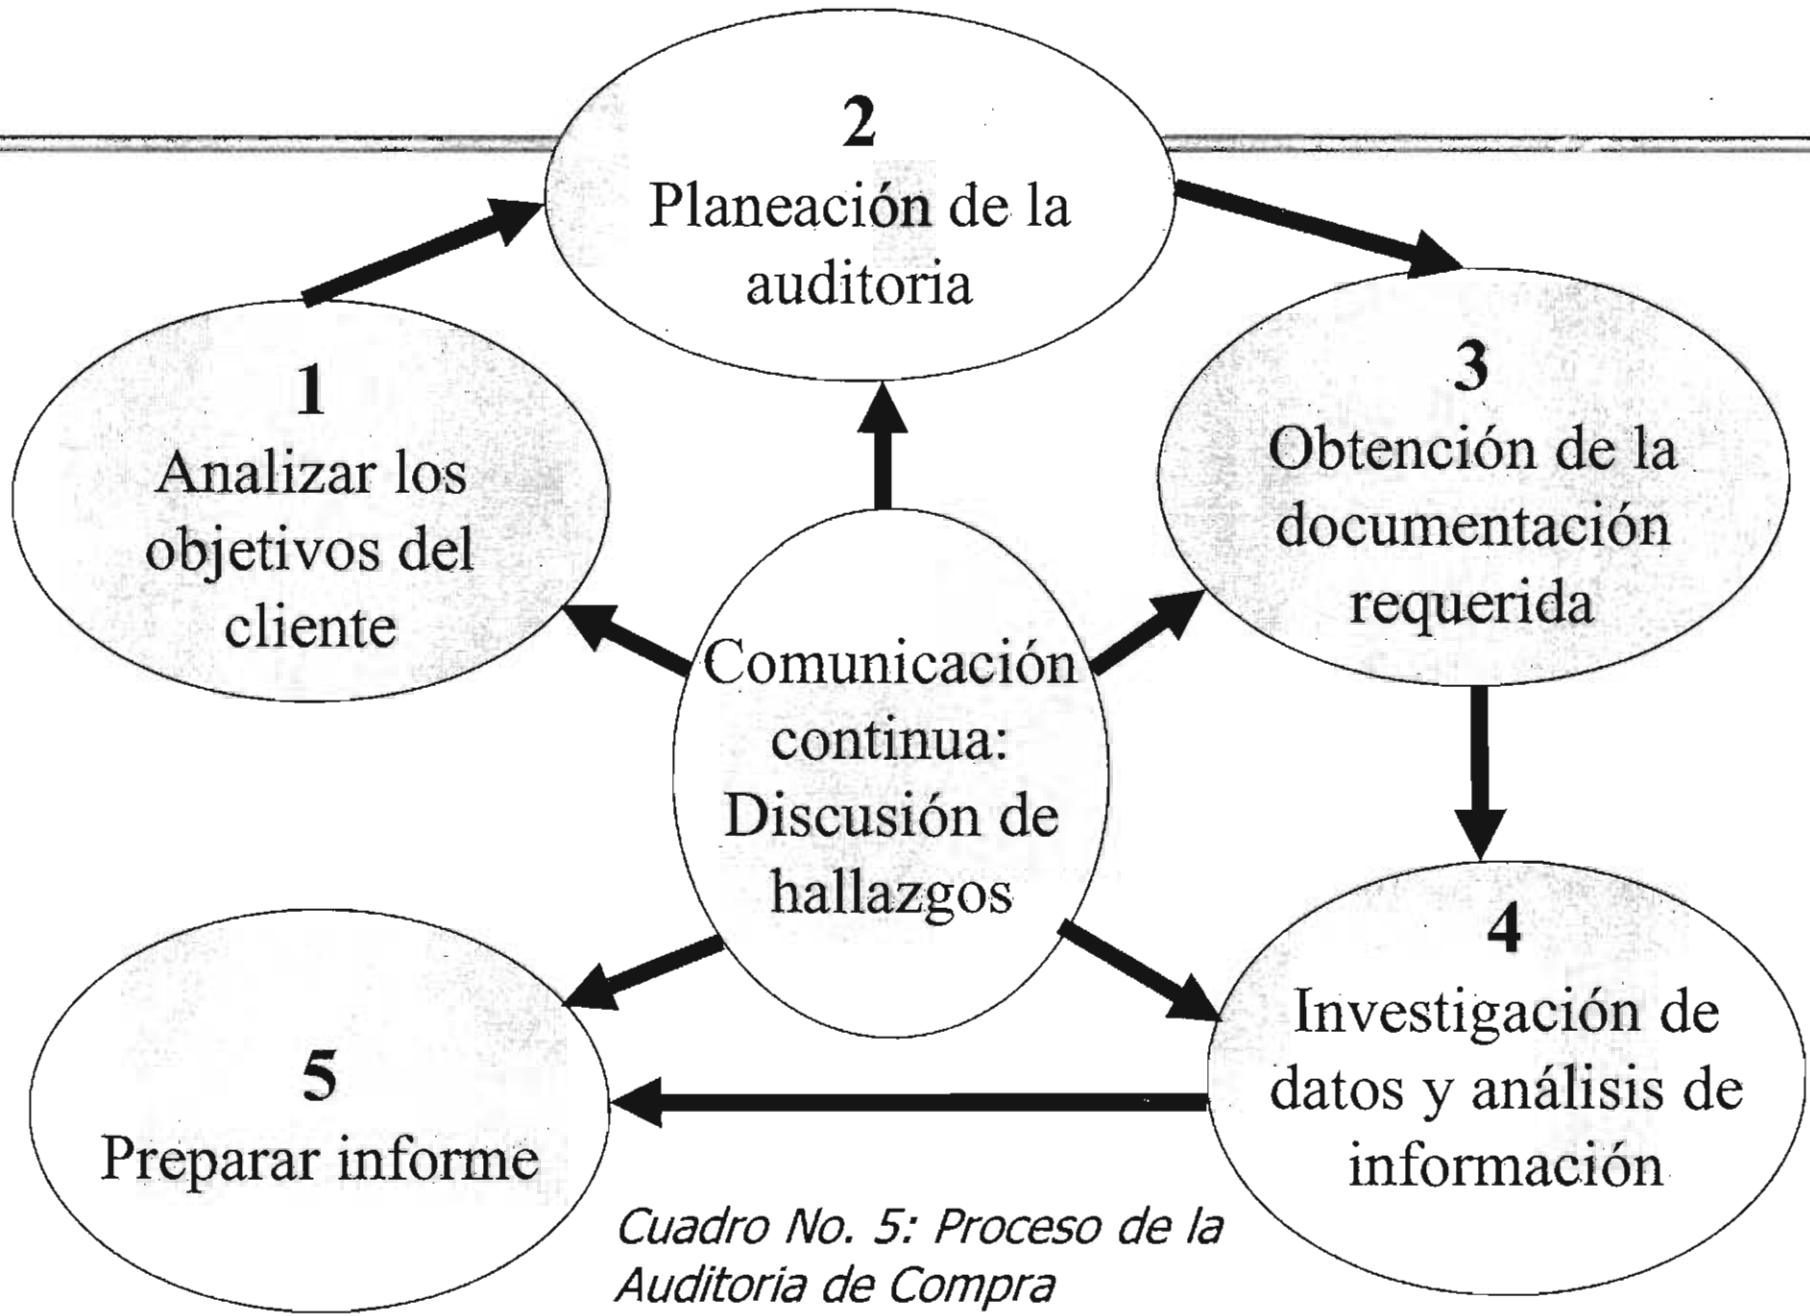 1
Analizar los
objetivos del
cliente
2
Planeación de la
auditoria
3
Obtención de la
documentación
requerida
4
Investigación de
datos y análisis de
información
5
Preparar informe
Comunicación
continua:
Discusión de
hallazgos
Cuadro No. 5: Proceso de la
Auditoria de Compra